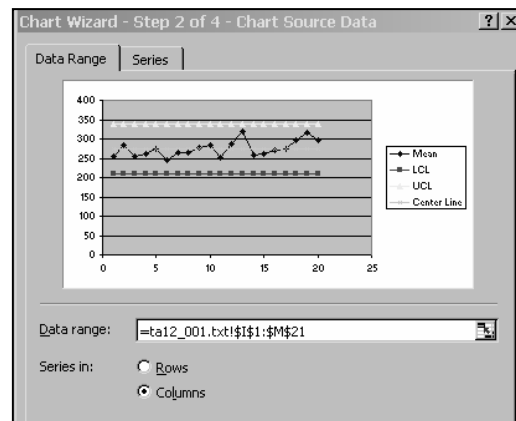 Chart Wizard - Step 2 of 4 - Chart Source Data
Data Range Series
400
350
300
250
200
150
100
50
0
0 5 10 15 20 25
Mean
LCL
UCL
Center Line
Data range: =ta12_001.txt!$I$1:$M$21
Series in: Rows
Columns